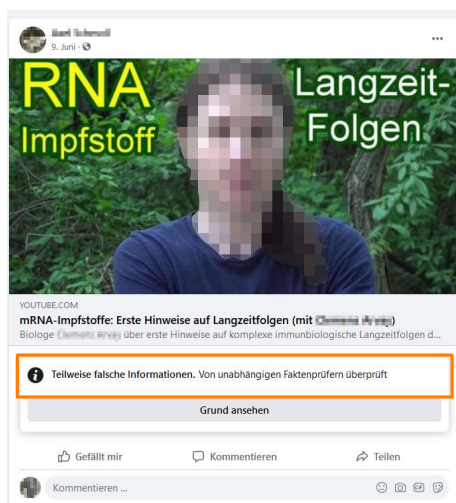 9. Juni ·
RNA
Impfstoff
Langzeit-
Folgen
YOUTUBE.COM
mRNA-Impfstoffe: Erste Hinweise auf Langzeitfolgen (mit )
Biologe über erste Hinweise auf komplexe immunbiologische Langzeitfolgen d...
Teilweise falsche Informationen. Von unabhängigen Faktenprüfern überprüft
Grund ansehen
Gefällt mir Kommentieren Teilen
Kommentieren ... GIF